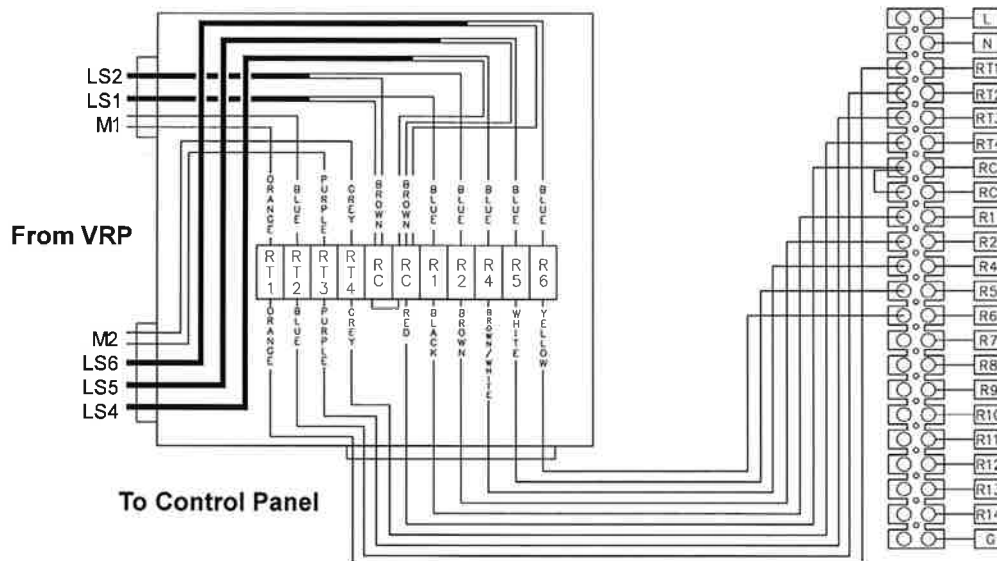 LS2
LS1
M1
From VRP
M2
LS6
LS5
LS4
To Control Panel
ORANGE
BLUE
PURPLE
GREY
BROWN
BROWN
BLUE
BLUE
BLUE
BLUE
BLUE
RT1
RT2
RT3
RT4
RC
RC
R1
R2
R4
R5
R6
ORANGE
BLUE
PURPLE
GREY
RED
BLACK
BROWN
BROWN/WHITE
WHITE
YELLOW
L
N
RT1
RT2
RT3
RT4
RC
RC
R1
R2
R4
R5
R6
R7
R8
R9
R10
R11
R12
R13
R14
G